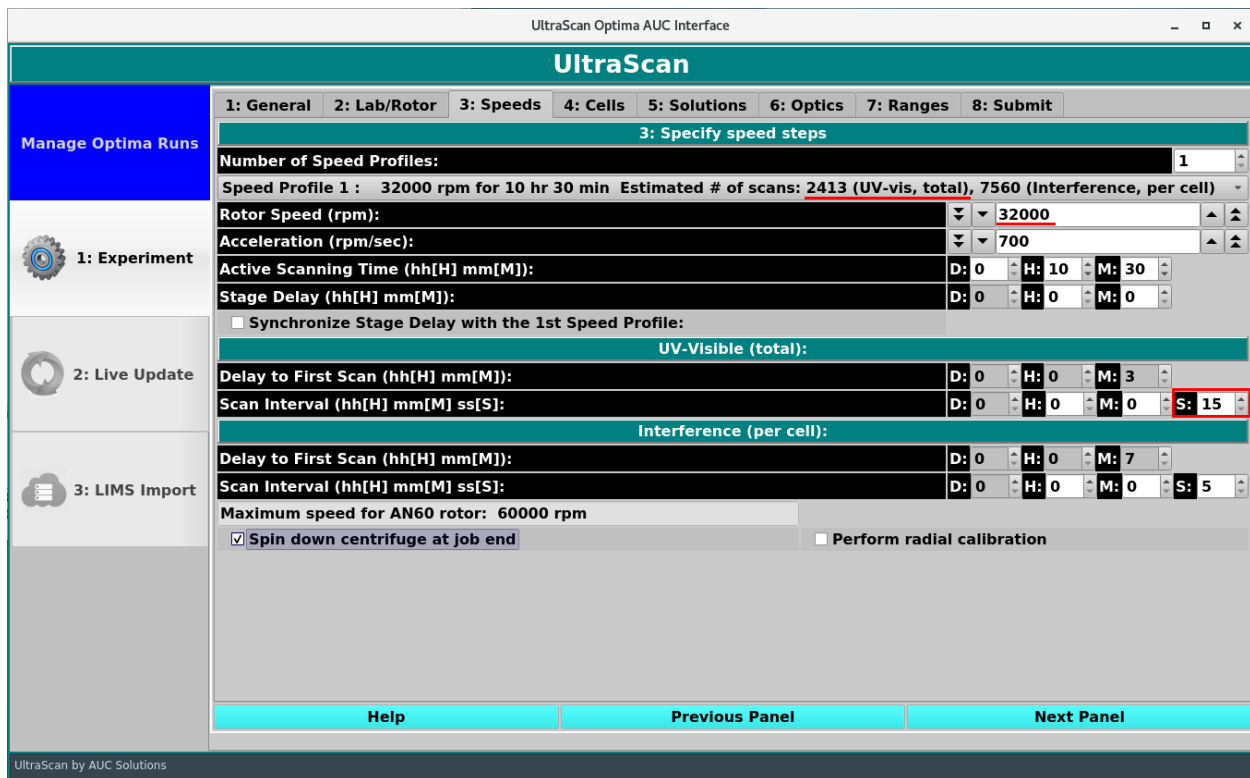 UltraScan Optima AUC Interface
UltraScan
Manage Optima Runs
1: Experiment
2: Live Update
3: LIMS Import
1: General 2: Lab/Rotor 3: Speeds 4: Cells 5: Solutions 6: Optics 7: Ranges 8: Submit
3: Specify speed steps
Number of Speed Profiles: 1
Speed Profile 1 : 32000 rpm for 10 hr 30 min Estimated # of scans: 2413 (UV-vis, total), 7560 (Interference, per cell)
Rotor Speed (rpm): 32000
Acceleration (rpm/sec): 700
Active Scanning Time (hh[H] mm[M]): D: 0 H: 10 M: 30
Stage Delay (hh[H] mm[M]): D: 0 H: 0 M: 0
Synchronize Stage Delay with the 1st Speed Profile:
UV-Visible (total):
Delay to First Scan (hh[H] mm[M]): D: 0 H: 0 M: 3
Scan Interval (hh[H] mm[M] ss[S]: D: 0 H: 0 M: 0 S: 15
Interference (per cell):
Delay to First Scan (hh[H] mm[M]): D: 0 H: 0 M: 7
Scan Interval (hh[H] mm[M] ss[S]: D: 0 H: 0 M: 0 S: 5
Maximum speed for AN60 rotor: 60000 rpm
Spin down centrifuge at job end Perform radial calibration
Help Previous Panel Next Panel
UltraScan by AUC Solutions